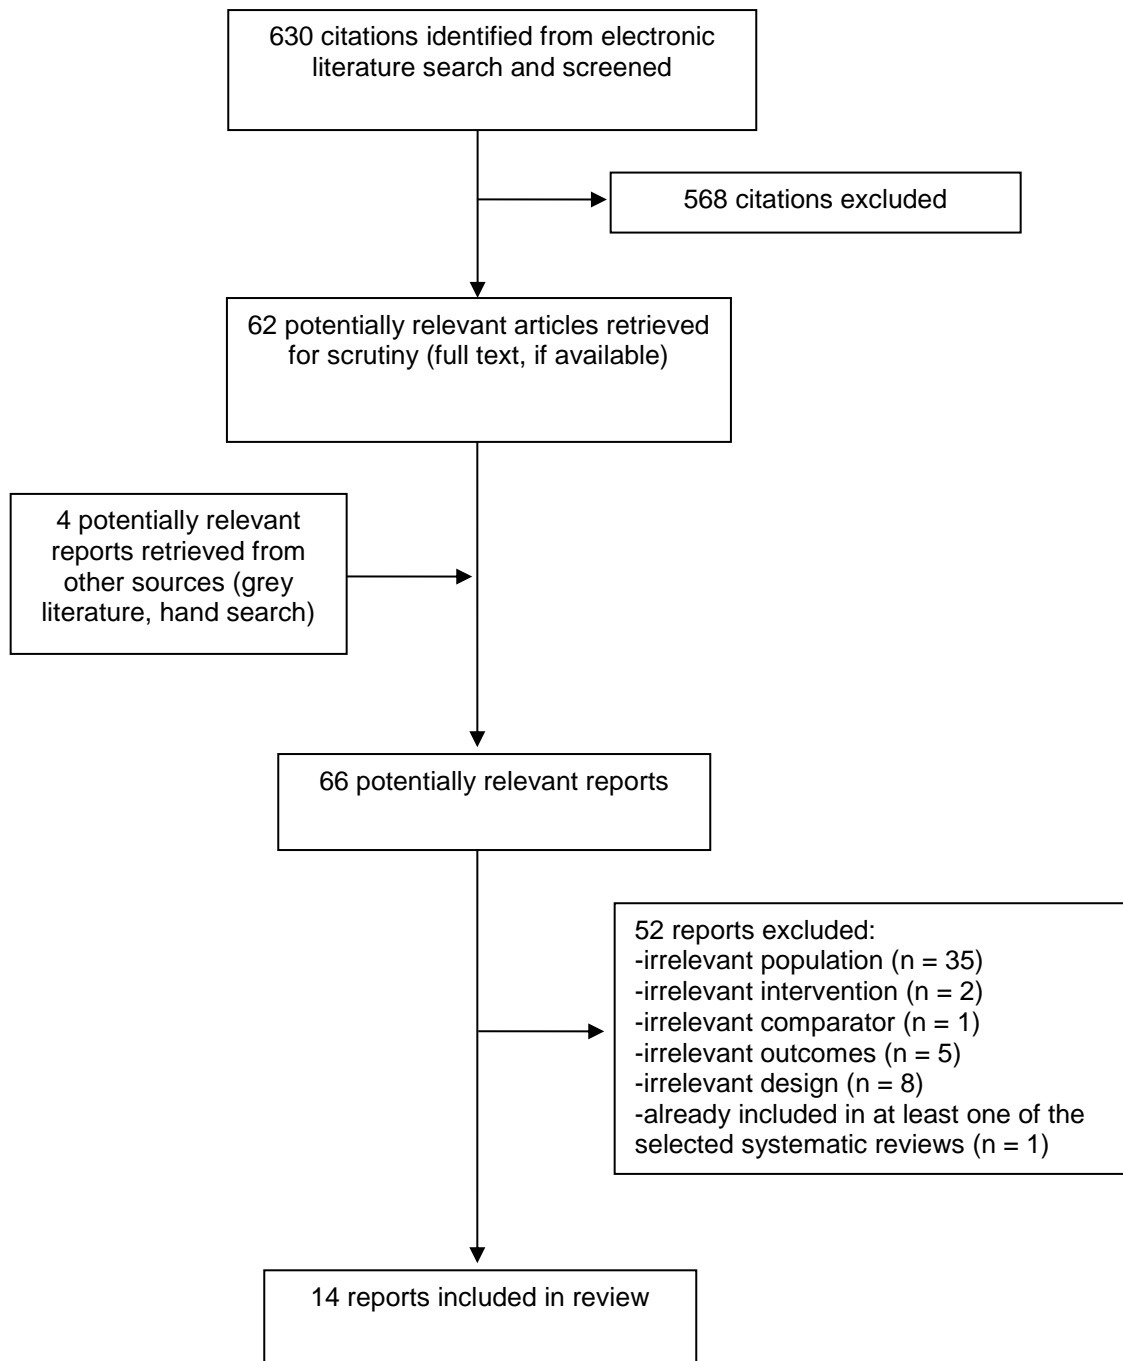 630 citations identified from electronic
literature search and screened
568 citations excluded
62 potentially relevant articles retrieved
for scrutiny (full text, if available)
4 potentially relevant
reports retrieved from
other sources (grey
literature, hand search)
66 potentially relevant reports
52 reports excluded:
-irrelevant population (n = 35)
-irrelevant intervention (n = 2)
-irrelevant comparator (n = 1)
-irrelevant outcomes (n = 5)
-irrelevant design (n = 8)
-already included in at least one of the
selected systematic reviews (n = 1)
14 reports included in review